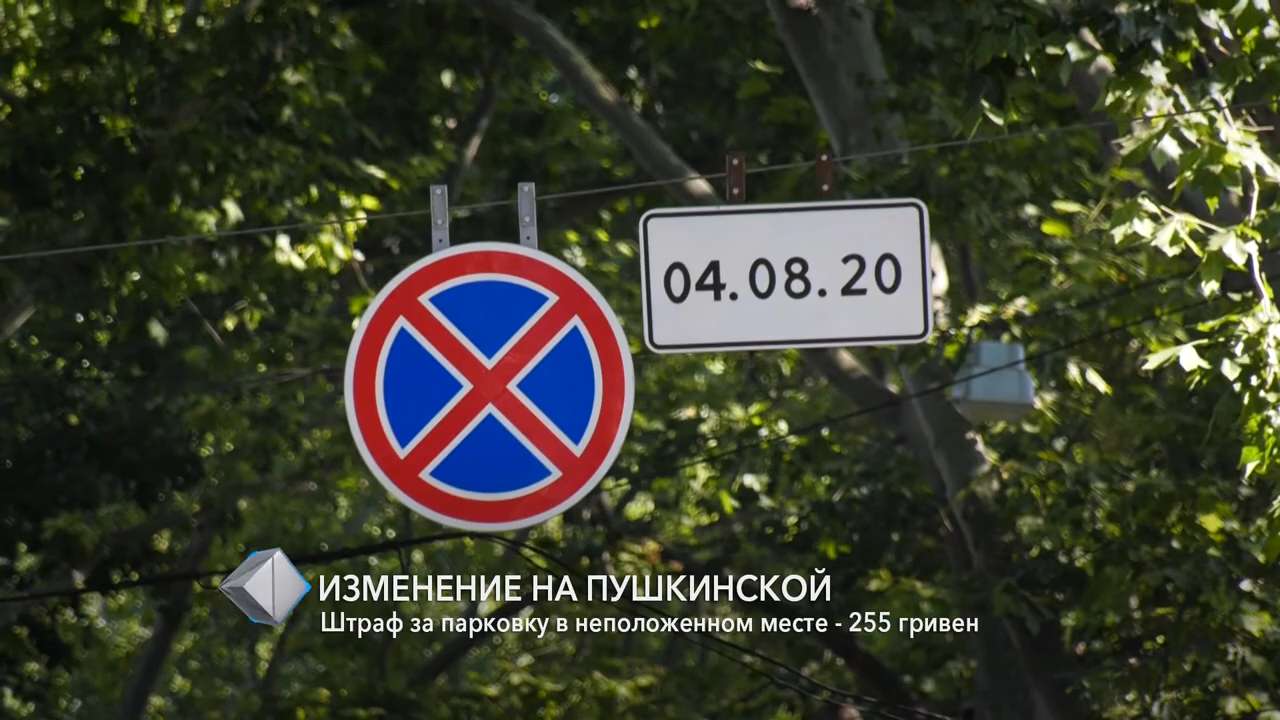 04.08.20
ИЗМЕНЕНИЕ НА ПУШКИНСКОЙ
Штраф за парковку в неположенном месте - 255 гривен